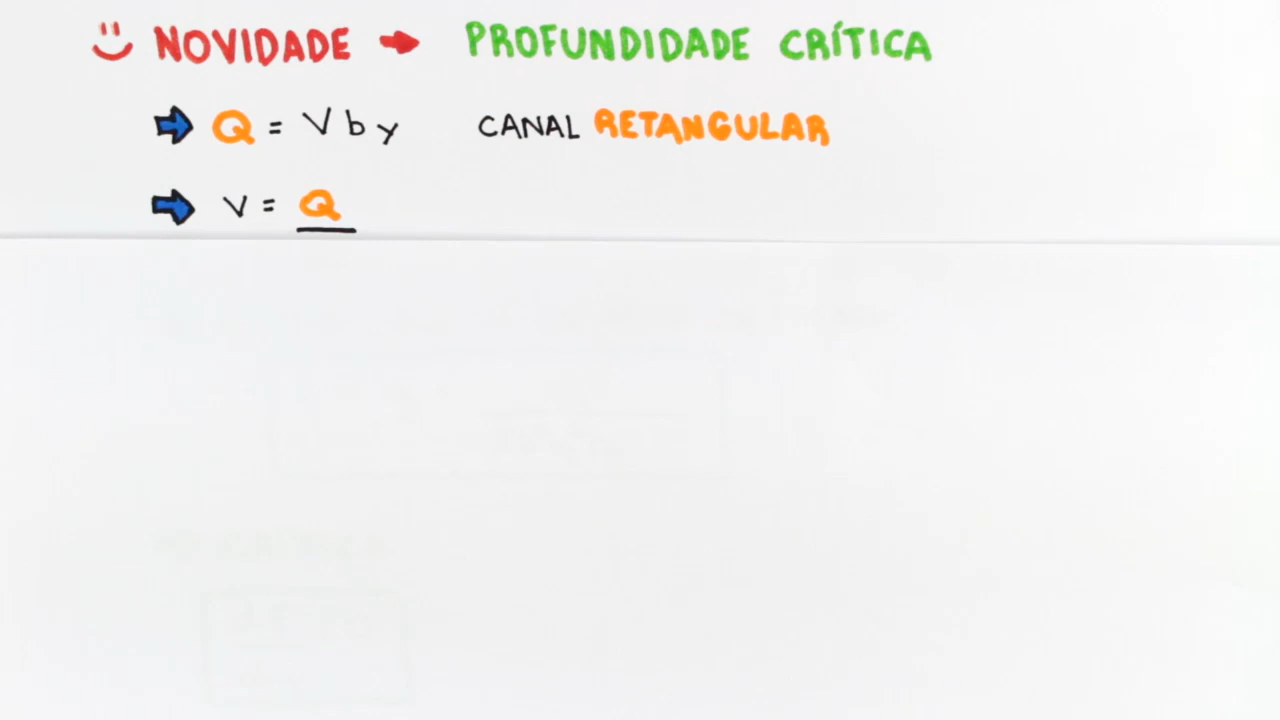 NOVIDADE → PROFUNDIDADE CRÍTICA
⇒ Q = V b y CANAL RETANGULAR
⇒ V = Q